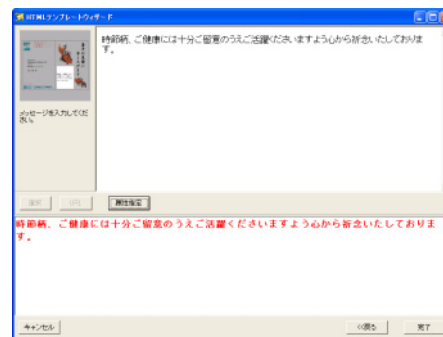 HTMLテンプレートウィザード
時節柄、ご健康には十分ご留意のうえご活躍くださいますよう心から祈念いたしておりま
す。
メッセージを入力してくだ
さい。
選択
URL
属性指定
時節柄、ご健康には十分ご留意のうえご活躍くださいますよう心から祈念いたしておりま
す。
キャンセル
<<戻る
完了